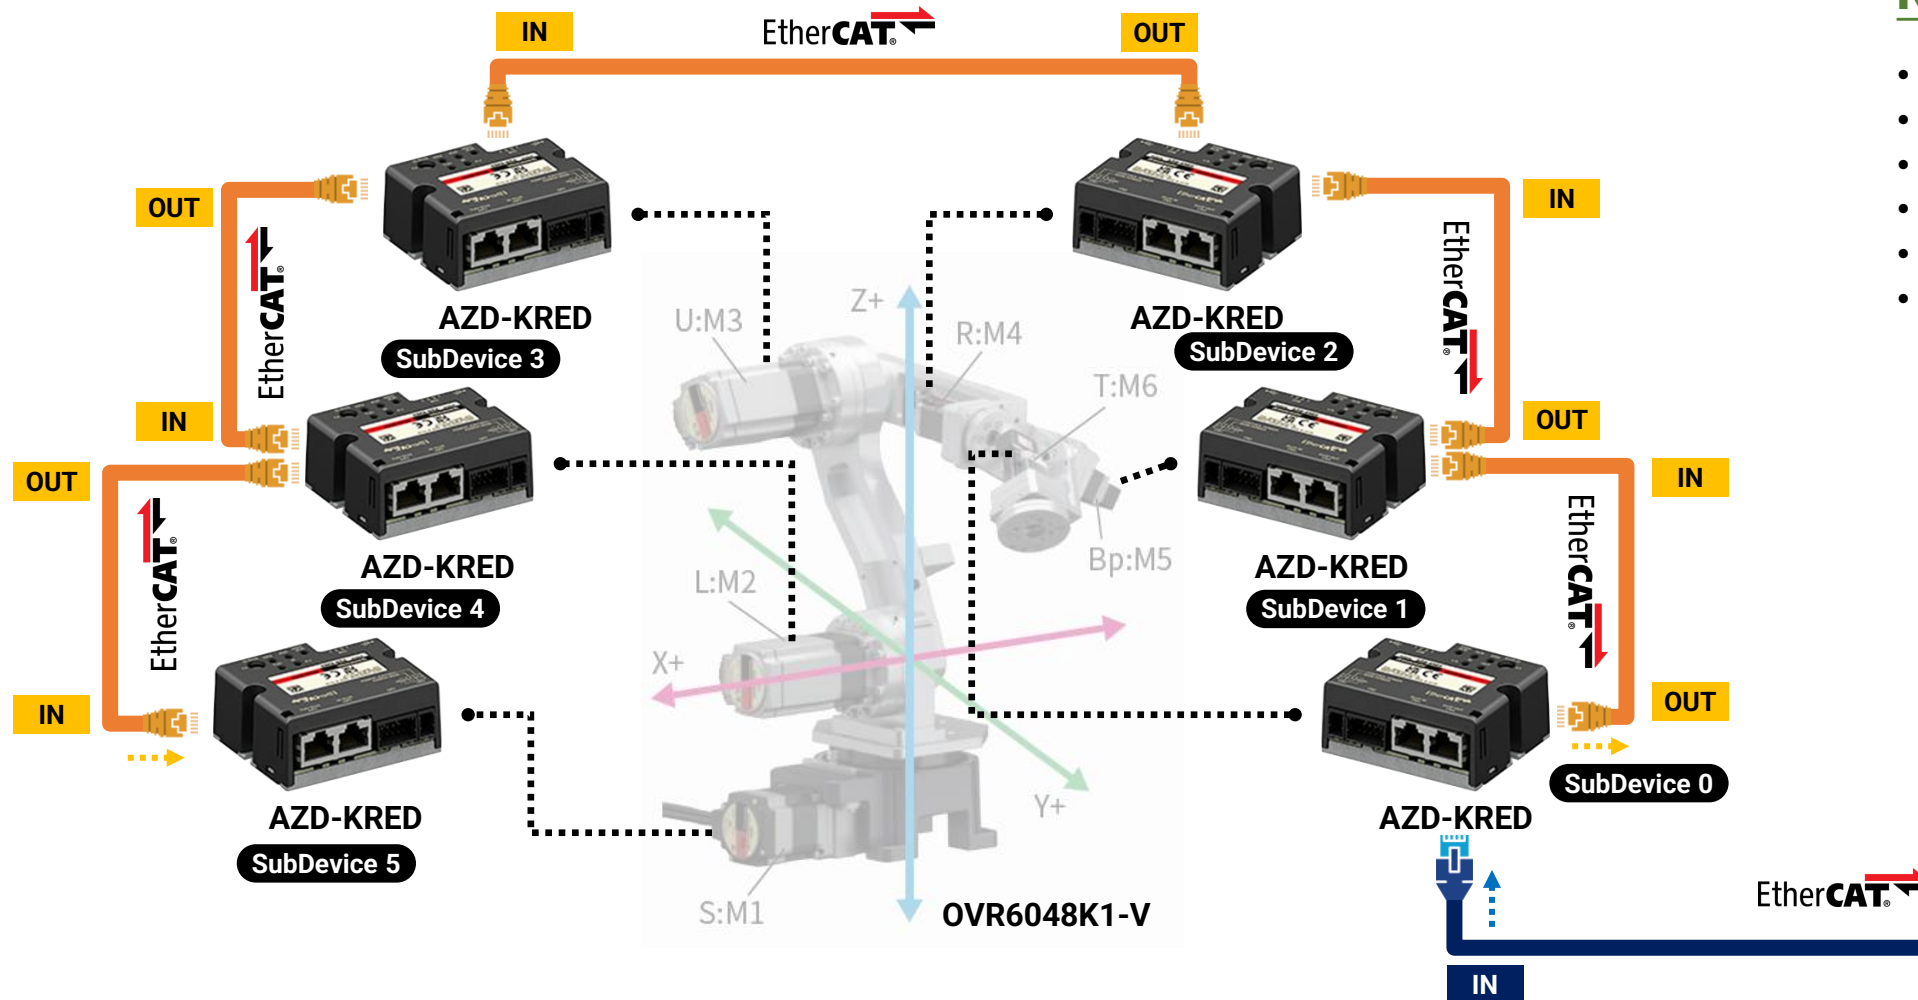 IN
EtherCAT®
OUT
OUT
IN
EtherCAT®
EtherCAT®
AZD-KRED
SubDevice 3
AZD-KRED
SubDevice 2
U:M3
Z+
R:M4
T:M6
IN
OUT
OUT
IN
EtherCAT®
EtherCAT®
AZD-KRED
SubDevice 4
AZD-KRED
SubDevice 1
L:M2
Bp:M5
X+
Y+
IN
OUT
SubDevice 0
AZD-KRED
SubDevice 5
AZD-KRED
S:M1
OVR6048K1-V
EtherCAT®
IN